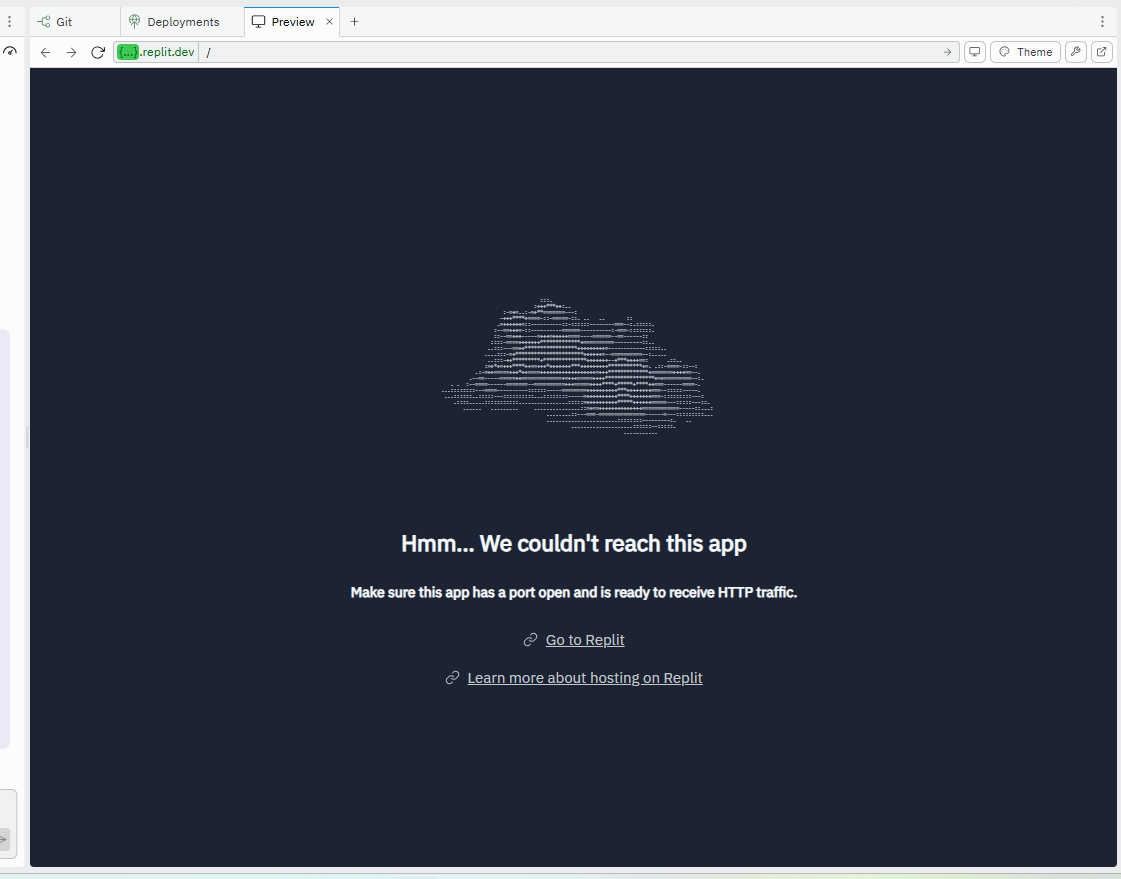 Git
Deployments
Preview
{...}.replit.dev
/
Theme
Hmm... We couldn't reach this app
Make sure this app has a port open and is ready to receive HTTP traffic.
Go to Replit
Learn more about hosting on Replit